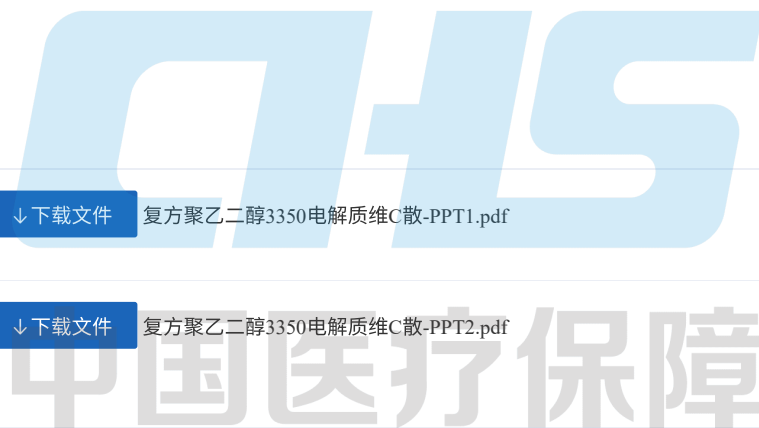 CHS
↓下载文件 复方聚乙二醇3350电解质维C散-PPT1.pdf
↓下载文件 复方聚乙二醇3350电解质维C散-PPT2.pdf
中国医疗保障